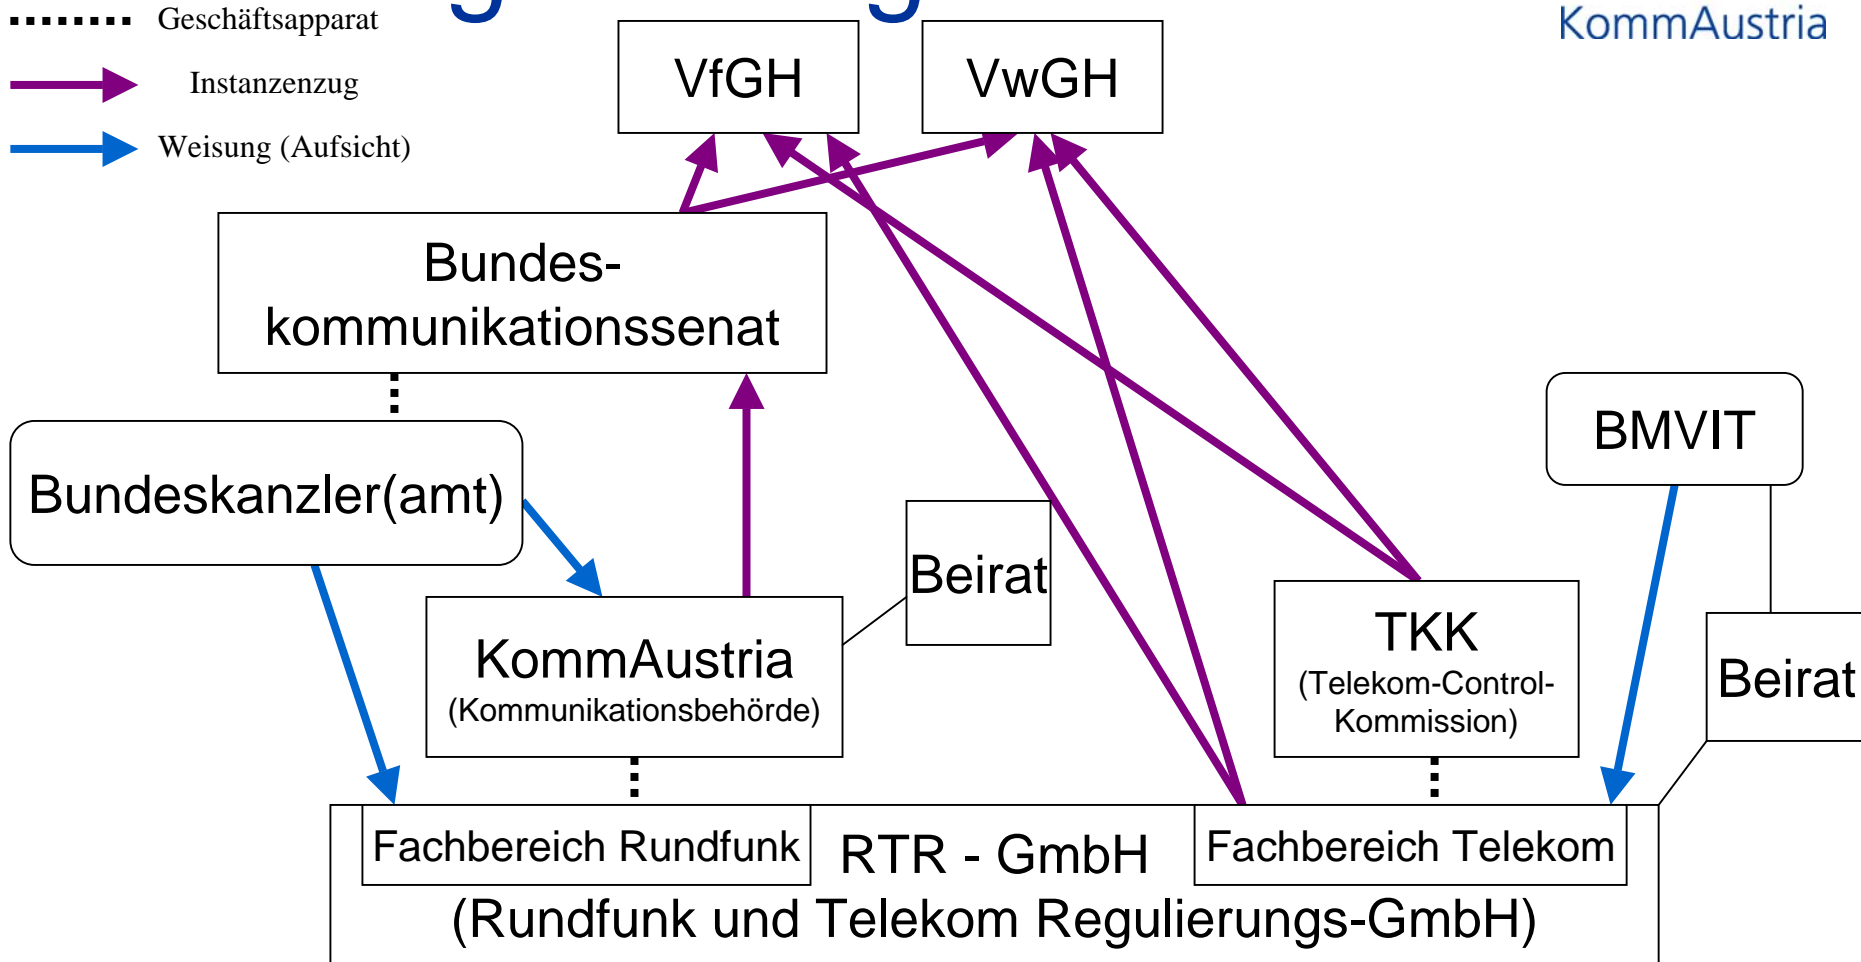 Geschäftsapparat
Instanzenzug
Weisung (Aufsicht)
KommAustria
VfGH
VwGH
Bundes-
kommunikationssenat
Bundeskanzler(amt)
BMVIT
Beirat
KommAustria
(Kommunikationsbehörde)
TKK
(Telekom-Control-
Kommission)
Beirat
Fachbereich Rundfunk
RTR - GmbH
Fachbereich Telekom
(Rundfunk und Telekom Regulierungs-GmbH)